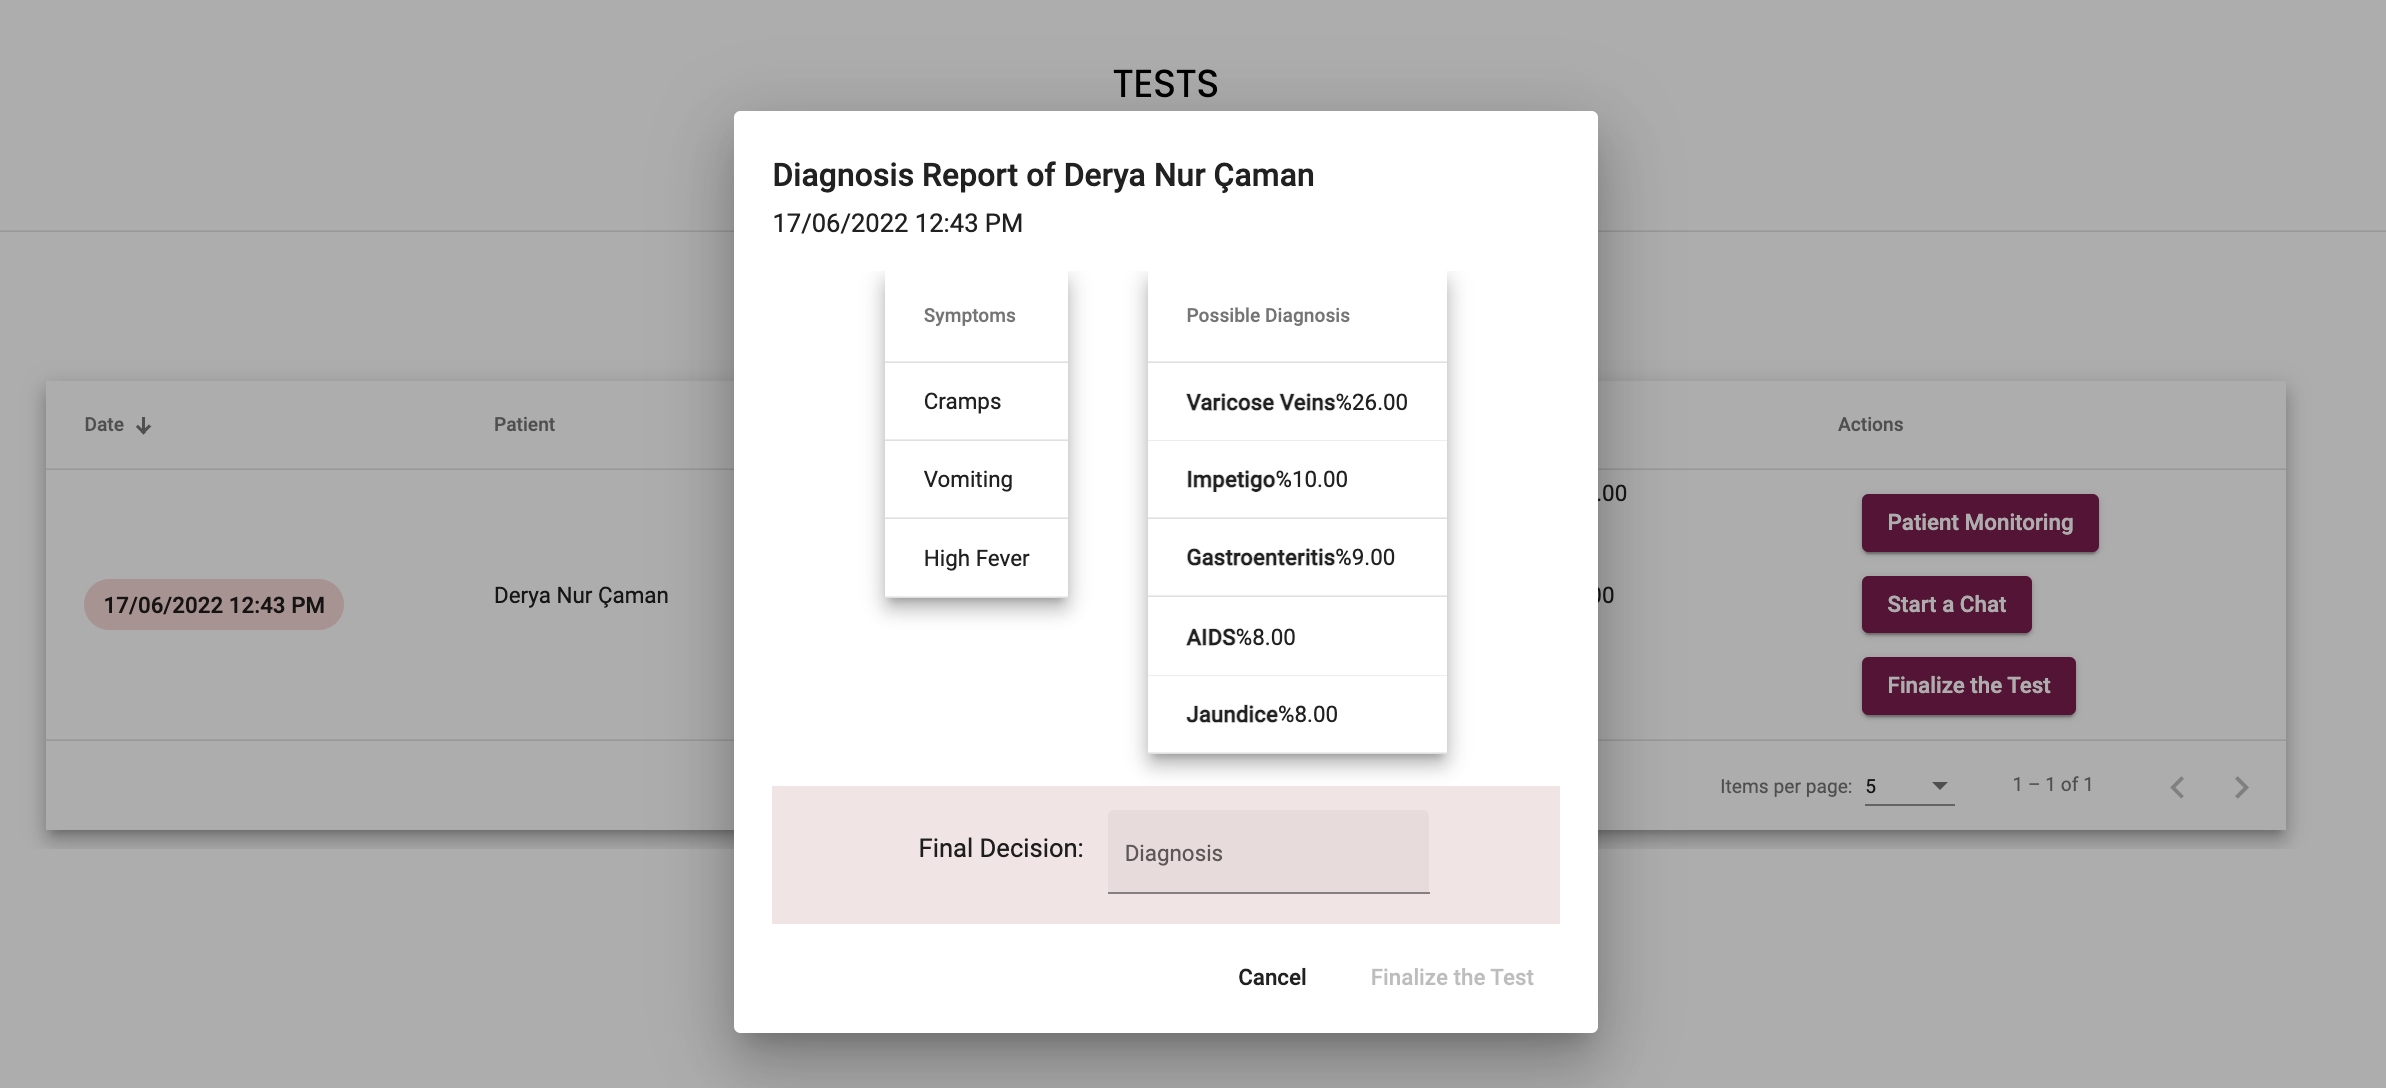 TESTS
Diagnosis Report of Derya Nur Çaman
17/06/2022 12:43 PM
Symptoms
Cramps
Vomiting
High Fever
Possible Diagnosis
Varicose Veins%26.00
Impetigo%10.00
Gastroenteritis%9.00
AIDS%8.00
Jaundice%8.00
Final Decision: Diagnosis
Cancel Finalize the Test
Date Patient Actions
17/06/2022 12:43 PM
Derya Nur Çaman
.00
Patient Monitoring
Start a Chat
Finalize the Test
Items per page: 5 1 – 1 of 1